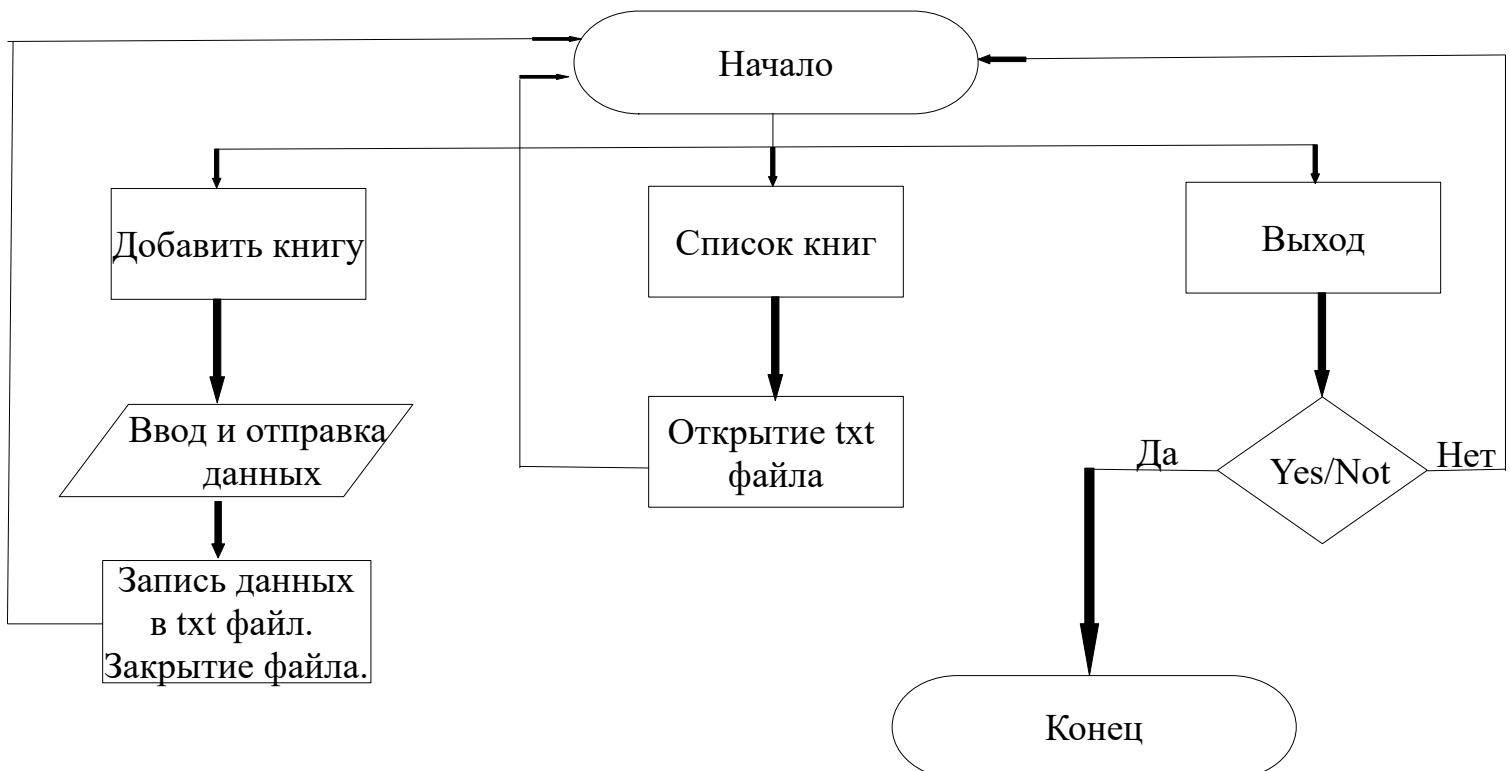 Начало
Добавить книгу
Список книг
Выход
Ввод и отправка
данных
Открытие txt
файла
Да
Yes/Not
Нет
Запись данных
в txt файл.
Закрытие файла.
Конец